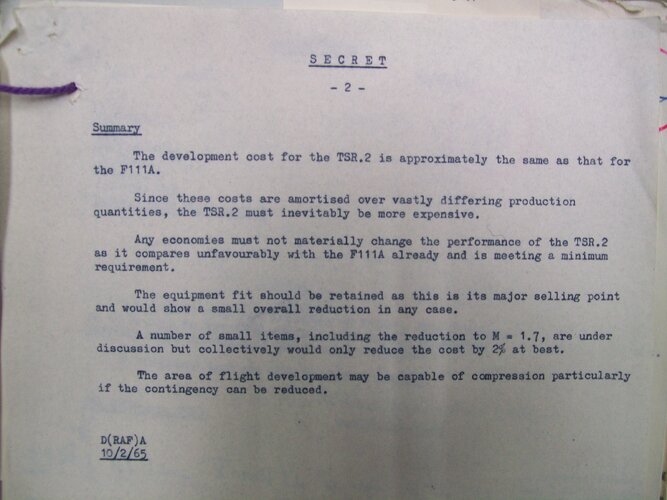 SECRET
- 2 -
Summary
The development cost for the TSR.2 is approximately the same as that for
the F111A.
Since these costs are amortised over vastly differing production
quantities, the TSR.2 must inevitably be more expensive.
Any economies must not materially change the performance of the TSR.2
as it compares unfavourably with the F111A already and is meeting a minimum
requirement.
The equipment fit should be retained as this is its major selling point
and would show a small overall reduction in any case.
A number of small items, including the reduction to M = 1.7, are under
discussion but collectively would only reduce the cost by 2% at best.
The area of flight development may be capable of compression particularly
if the contingency can be reduced.
D(RAF)A
10/2/65